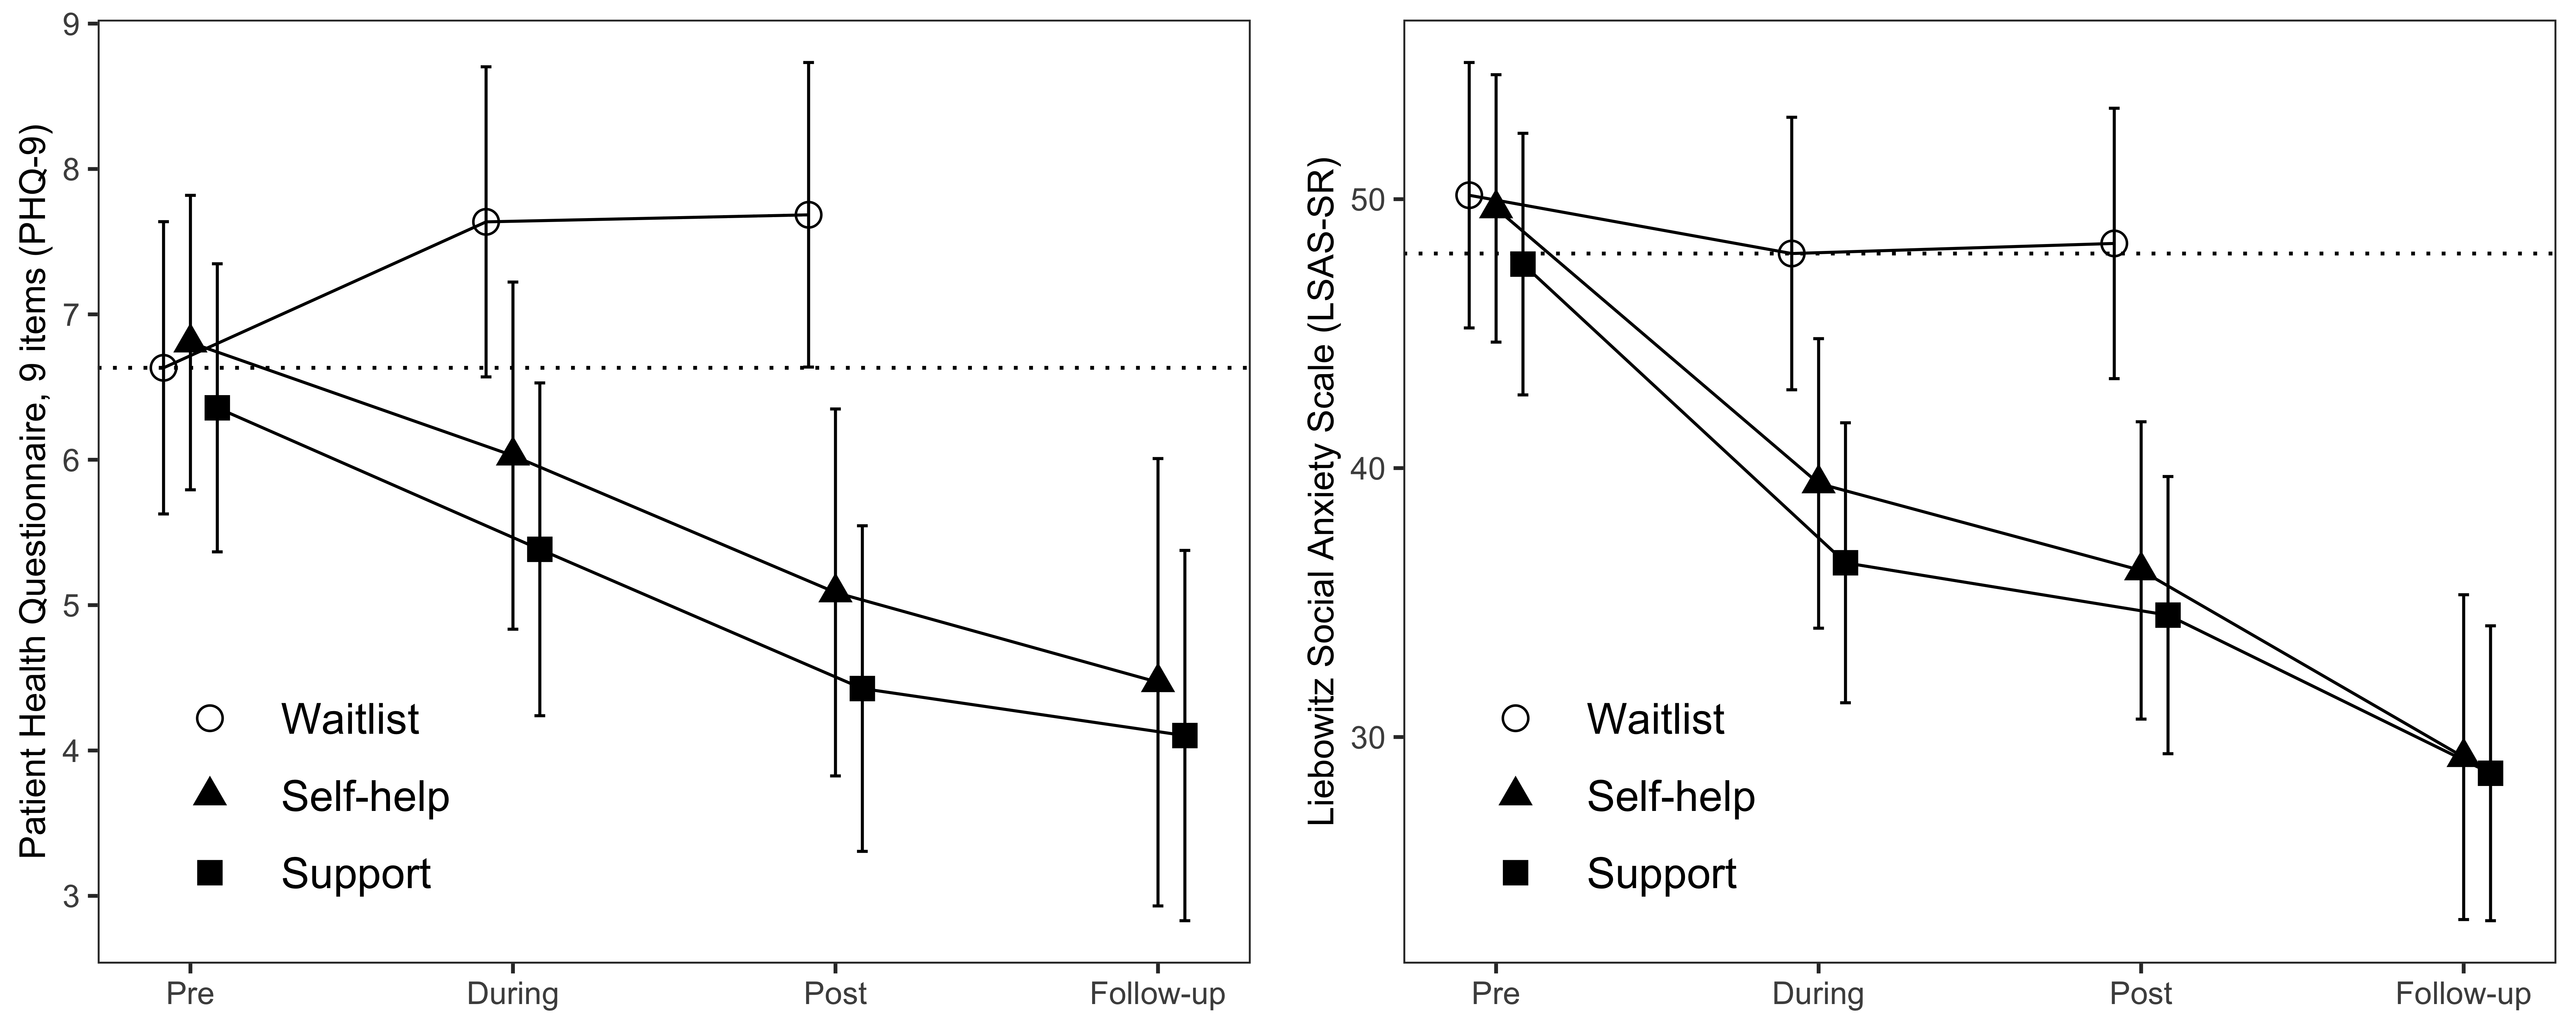 Patient Health Questionnaire, 9 items (PHQ-9)
9
8
7
6
5
4
3
Waitlist
Self-help
Support
Pre
During
Post
Follow-up
Liebowitz Social Anxiety Scale (LSAS-SR)
50
40
30
Waitlist
Self-help
Support
Pre
During
Post
Follow-up